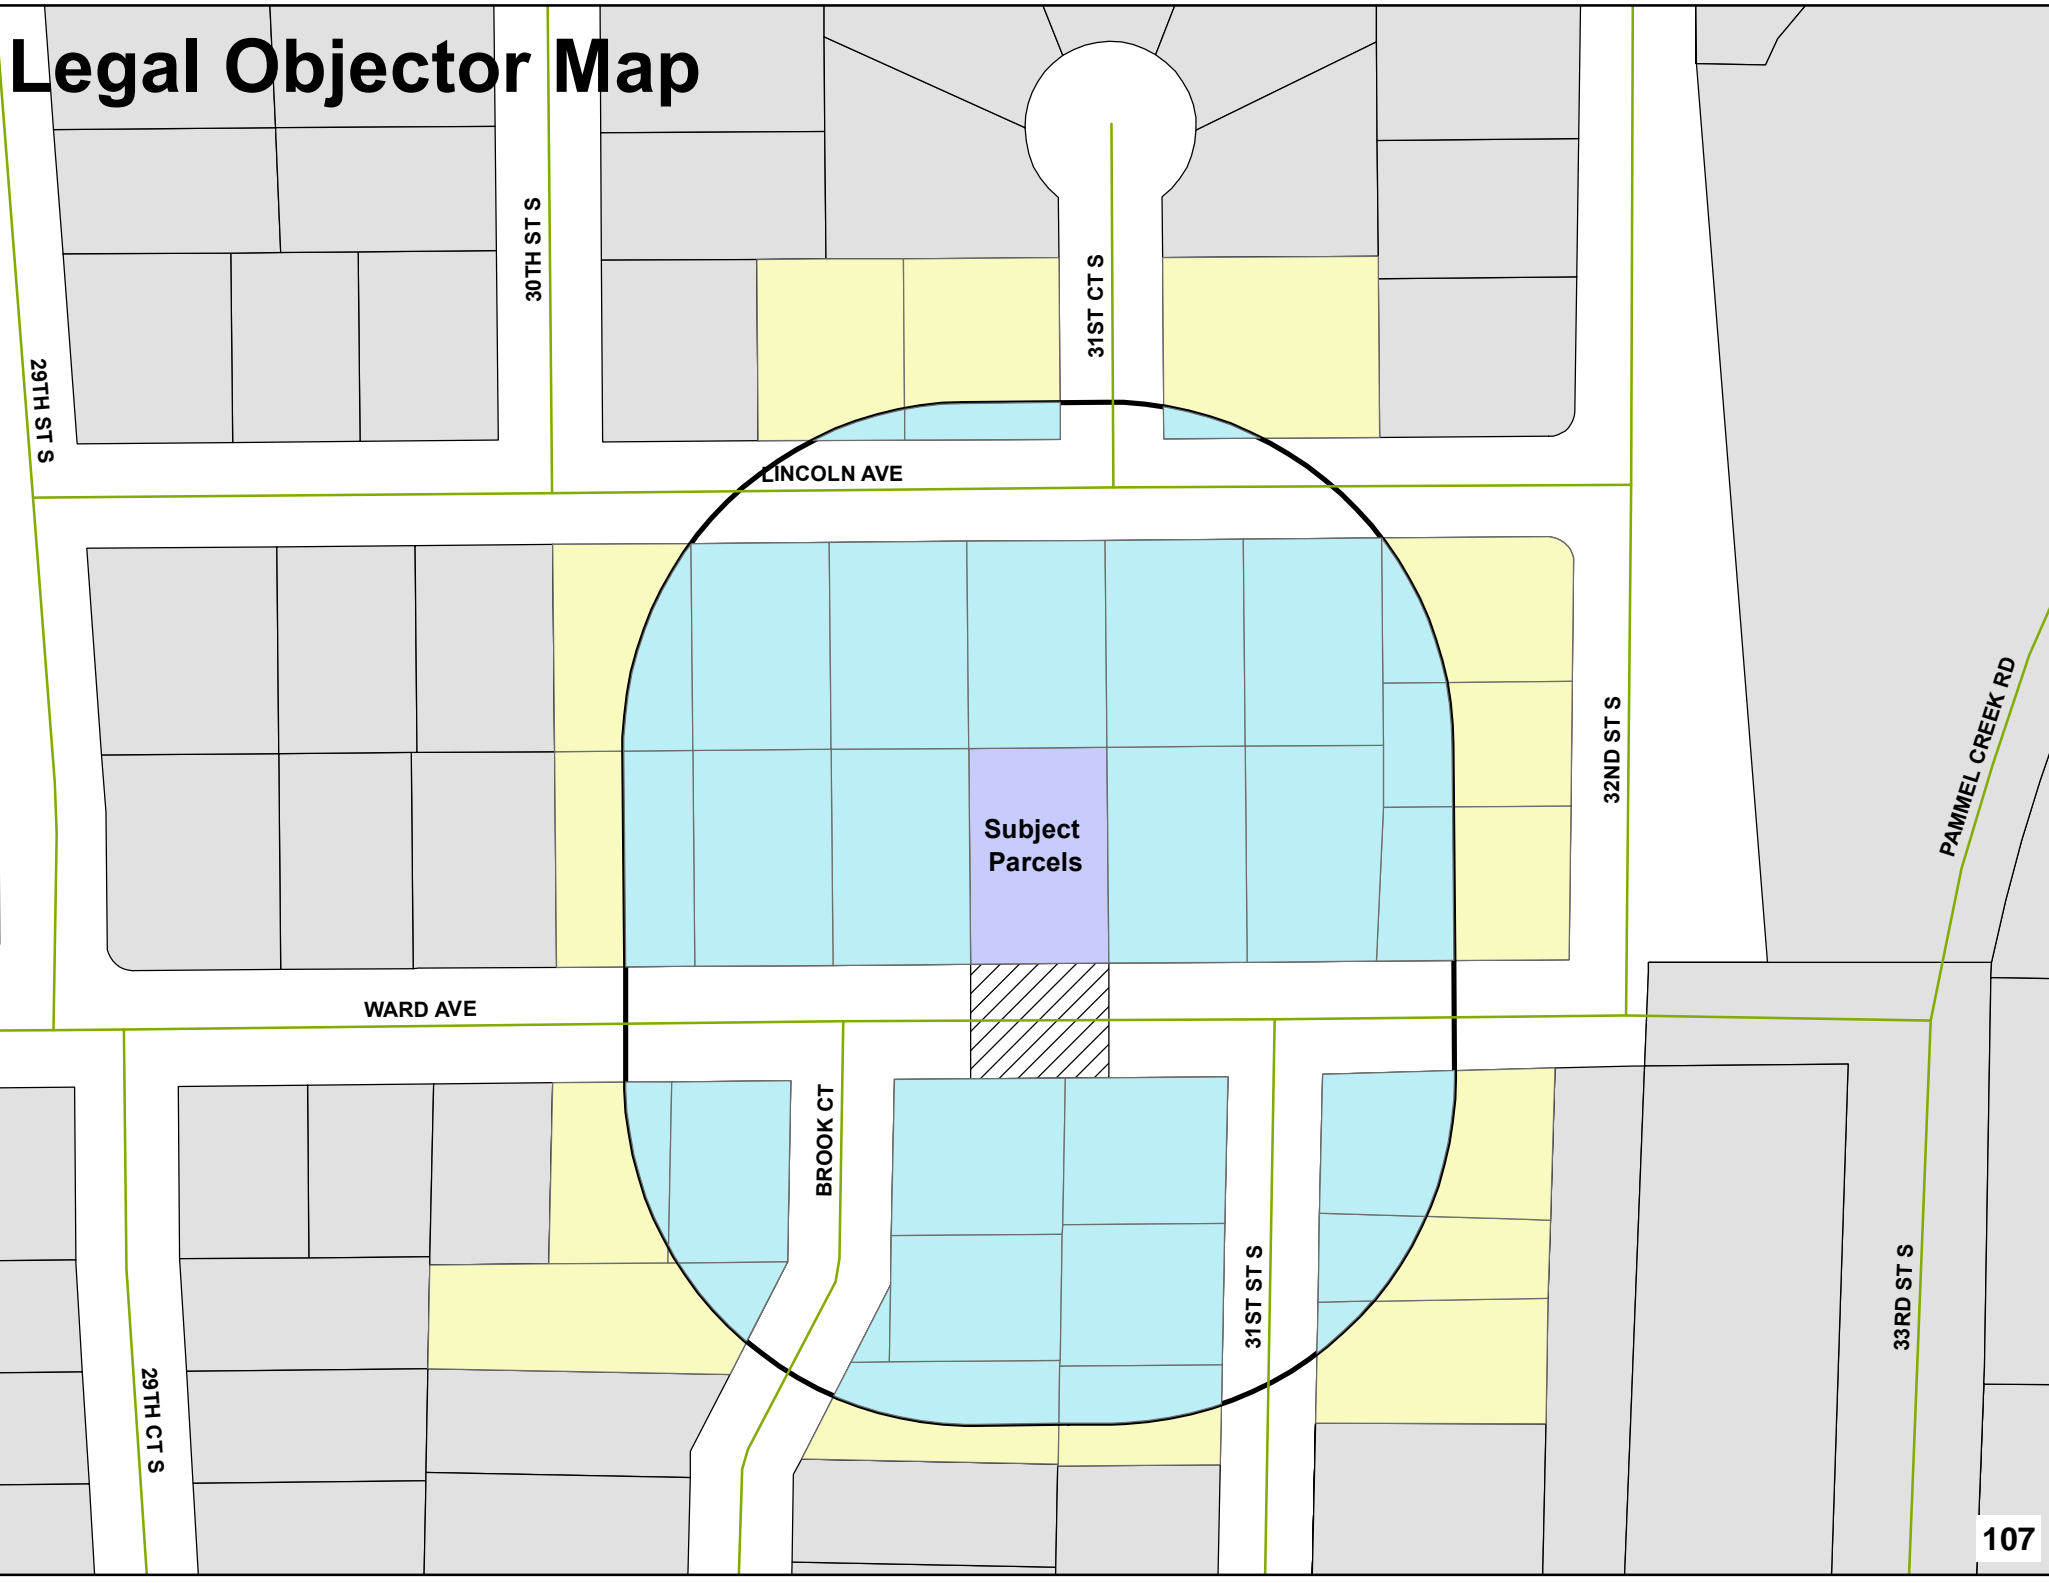 Legal Objector Map
30TH ST S
31ST CT S
29TH ST S
LINCOLN AVE
Subject
Parcels
32ND ST S
PAMMEL CREEK RD
WARD AVE
BROOK CT
31ST ST S
33RD ST S
29TH CT S
107